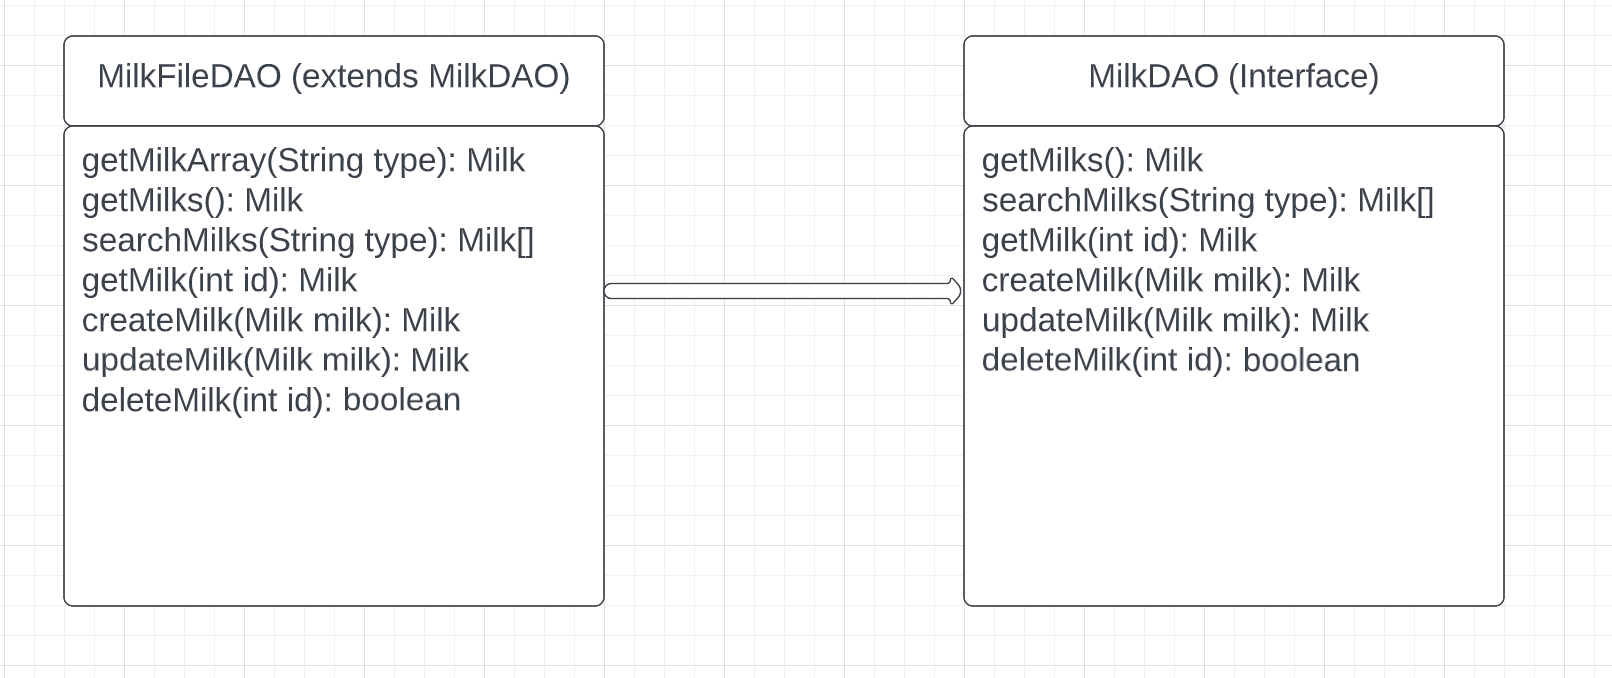 MilkFileDAO (extends MilkDAO)
getMilkArray(String type): Milk
getMilks(): Milk
searchMilks(String type): Milk[]
getMilk(int id): Milk
createMilk(Milk milk): Milk
updateMilk(Milk milk): Milk
deleteMilk(int id): boolean
MilkDAO (Interface)
getMilks(): Milk
searchMilks(String type): Milk[]
getMilk(int id): Milk
createMilk(Milk milk): Milk
updateMilk(Milk milk): Milk
deleteMilk(int id): boolean